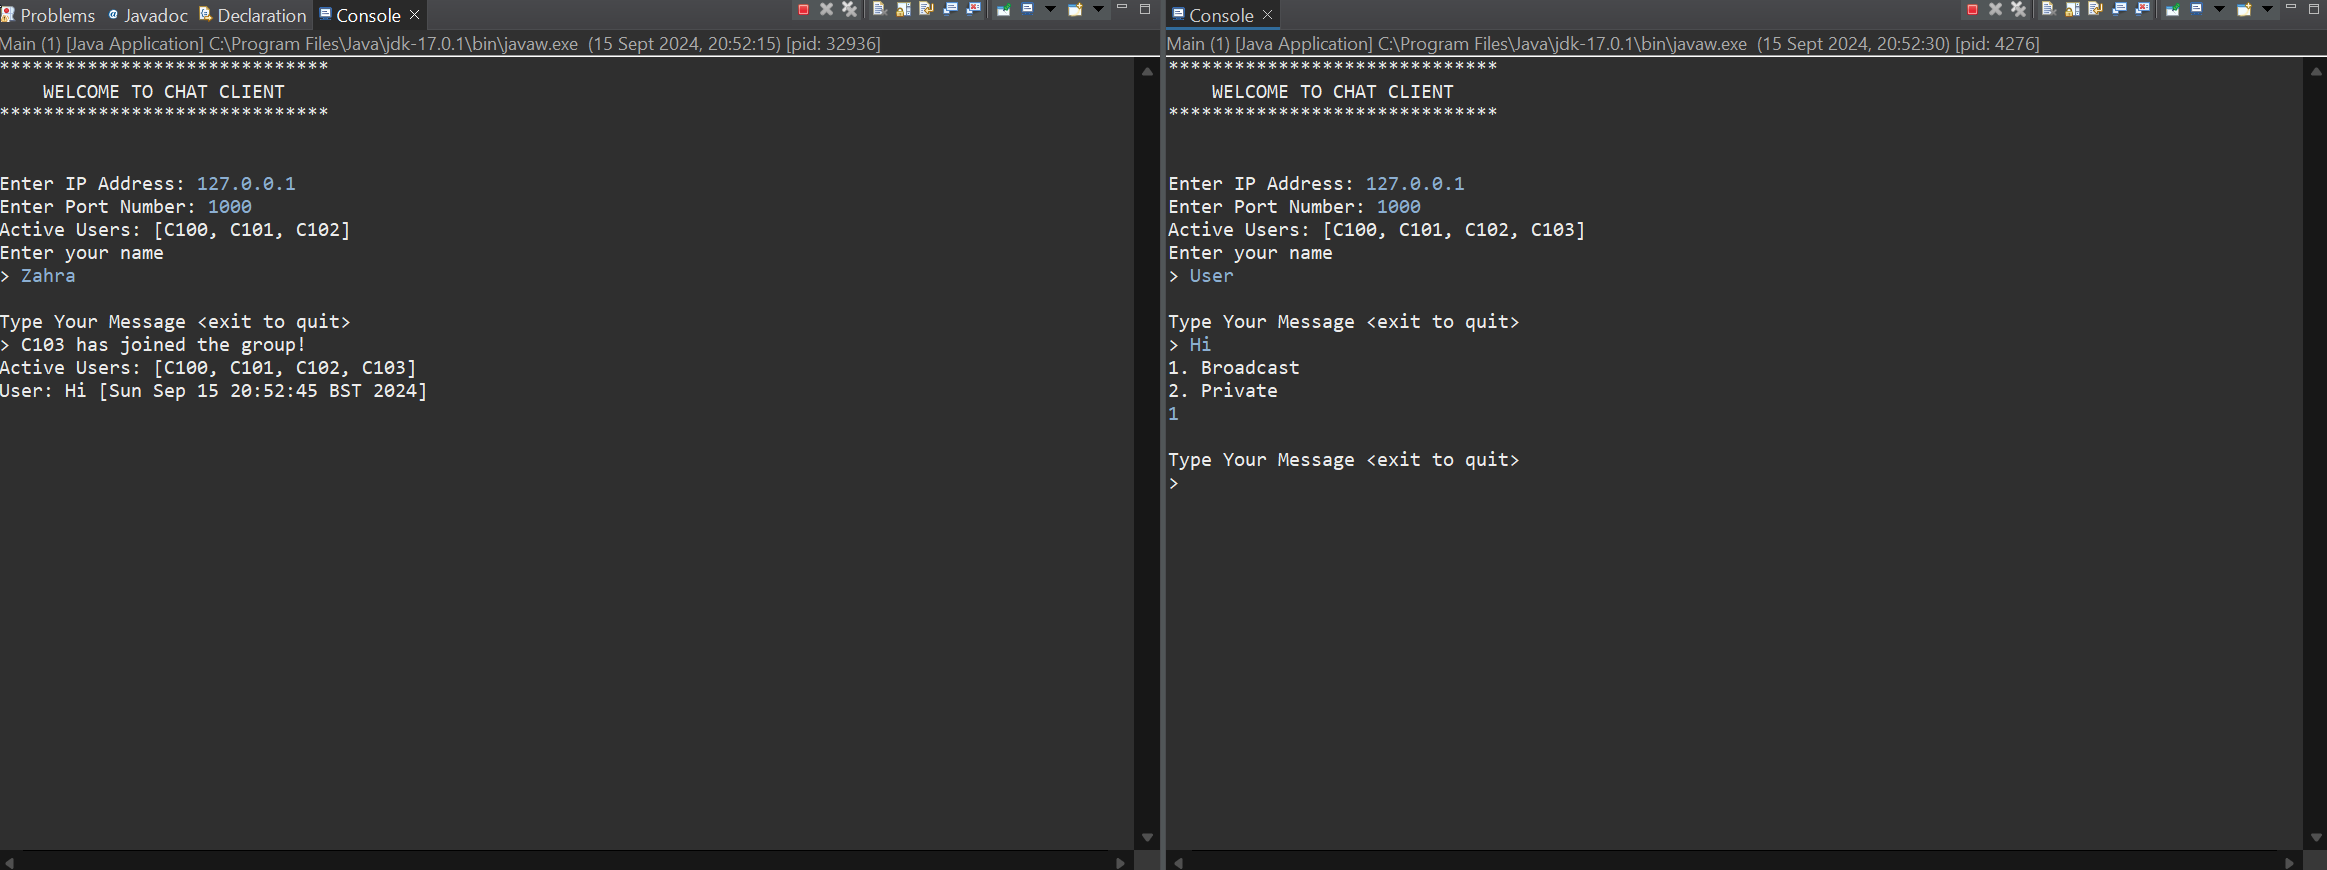 Problems @ Javadoc Declaration Console ×
Main (1) [Java Application] C:\Program Files\Java\jdk-17.0.1\bin\javaw.exe (15 Sept 2024, 20:52:15) [pid: 32936]
******************************
WELCOME TO CHAT CLIENT
******************************
Enter IP Address: 127.0.0.1
Enter Port Number: 1000
Active Users: [C100, C101, C102]
Enter your name
> Zahra
Type Your Message <exit to quit>
> C103 has joined the group!
Active Users: [C100, C101, C102, C103]
User: Hi [Sun Sep 15 20:52:45 BST 2024]
Console ×
Main (1) [Java Application] C:\Program Files\Java\jdk-17.0.1\bin\javaw.exe (15 Sept 2024, 20:52:30) [pid: 4276]
******************************
WELCOME TO CHAT CLIENT
******************************
Enter IP Address: 127.0.0.1
Enter Port Number: 1000
Active Users: [C100, C101, C102, C103]
Enter your name
> User
Type Your Message <exit to quit>
> Hi
1. Broadcast
2. Private
1
Type Your Message <exit to quit>
>